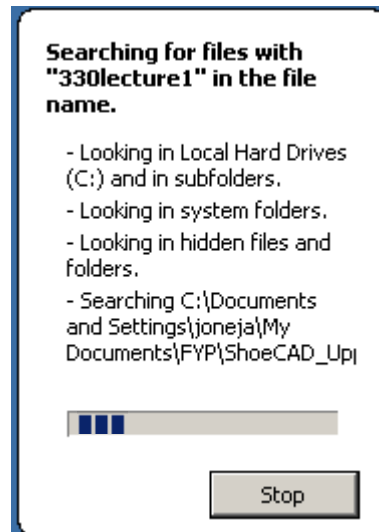 Searching for files with
"330lecture1" in the file
name.
- Looking in Local Hard Drives
(C:) and in subfolders.
- Looking in system folders.
- Looking in hidden files and
folders.
- Searching C:\Documents
and Settings\joneja\My
Documents\FYP\ShoeCAD_Up
Stop